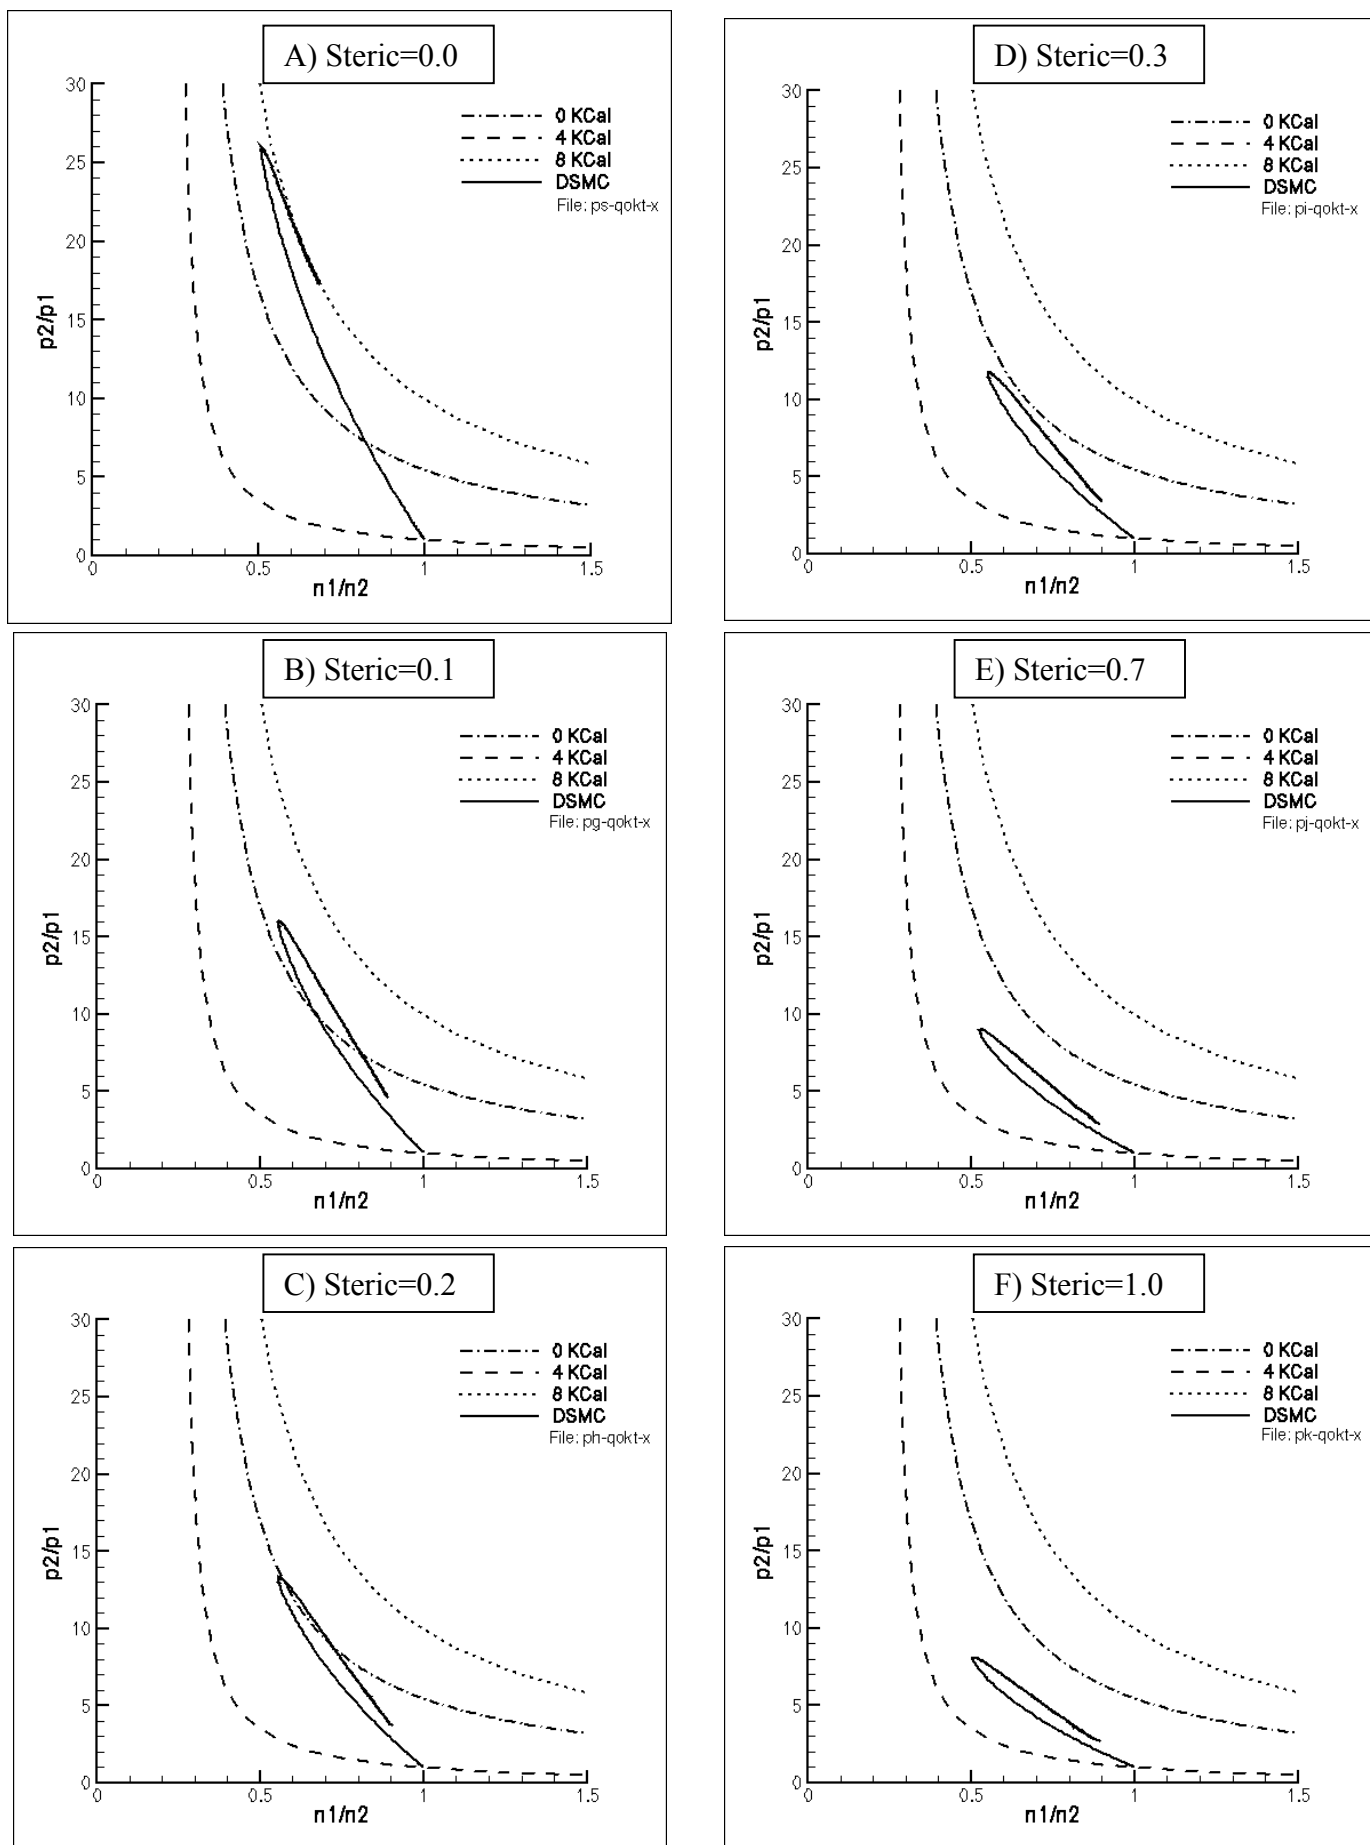 A) Steric=0.0
30
25
20
15
10
5
0
p2/p1
0 KCal
4 KCal
8 KCal
DSMC
File: ps-qokt-x
0
0.5
1
1.5
n1/n2
B) Steric=0.1
30
25
20
15
10
5
0
p2/p1
0 KCal
4 KCal
8 KCal
DSMC
File: pg-qokt-x
0
0.5
1
1.5
n1/n2
C) Steric=0.2
30
25
20
15
10
5
0
p2/p1
0 KCal
4 KCal
8 KCal
DSMC
File: ph-qokt-x
0
0.5
1
1.5
n1/n2
D) Steric=0.3
30
25
20
15
10
5
0
p2/p1
0 KCal
4 KCal
8 KCal
DSMC
File: pi-qokt-x
0
0.5
1
1.5
n1/n2
E) Steric=0.7
30
25
20
15
10
5
0
p2/p1
0 KCal
4 KCal
8 KCal
DSMC
File: pj-qokt-x
0
0.5
1
1.5
n1/n2
F) Steric=1.0
30
25
20
15
10
5
0
p2/p1
0 KCal
4 KCal
8 KCal
DSMC
File: pk-qokt-x
0
0.5
1
1.5
n1/n2